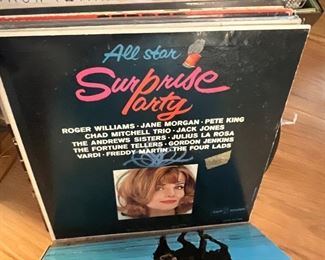 All star
Surprise
Party
ROGER WILLIAMS · JANE MORGAN · PETE KING
CHAD MITCHELL TRIO · JACK JONES
THE ANDREWS SISTERS · JULIUS LA ROSA
THE FORTUNE TELLERS · GORDON JENKINS
VARDI · FREDDY MARTIN · THE FOUR LADS